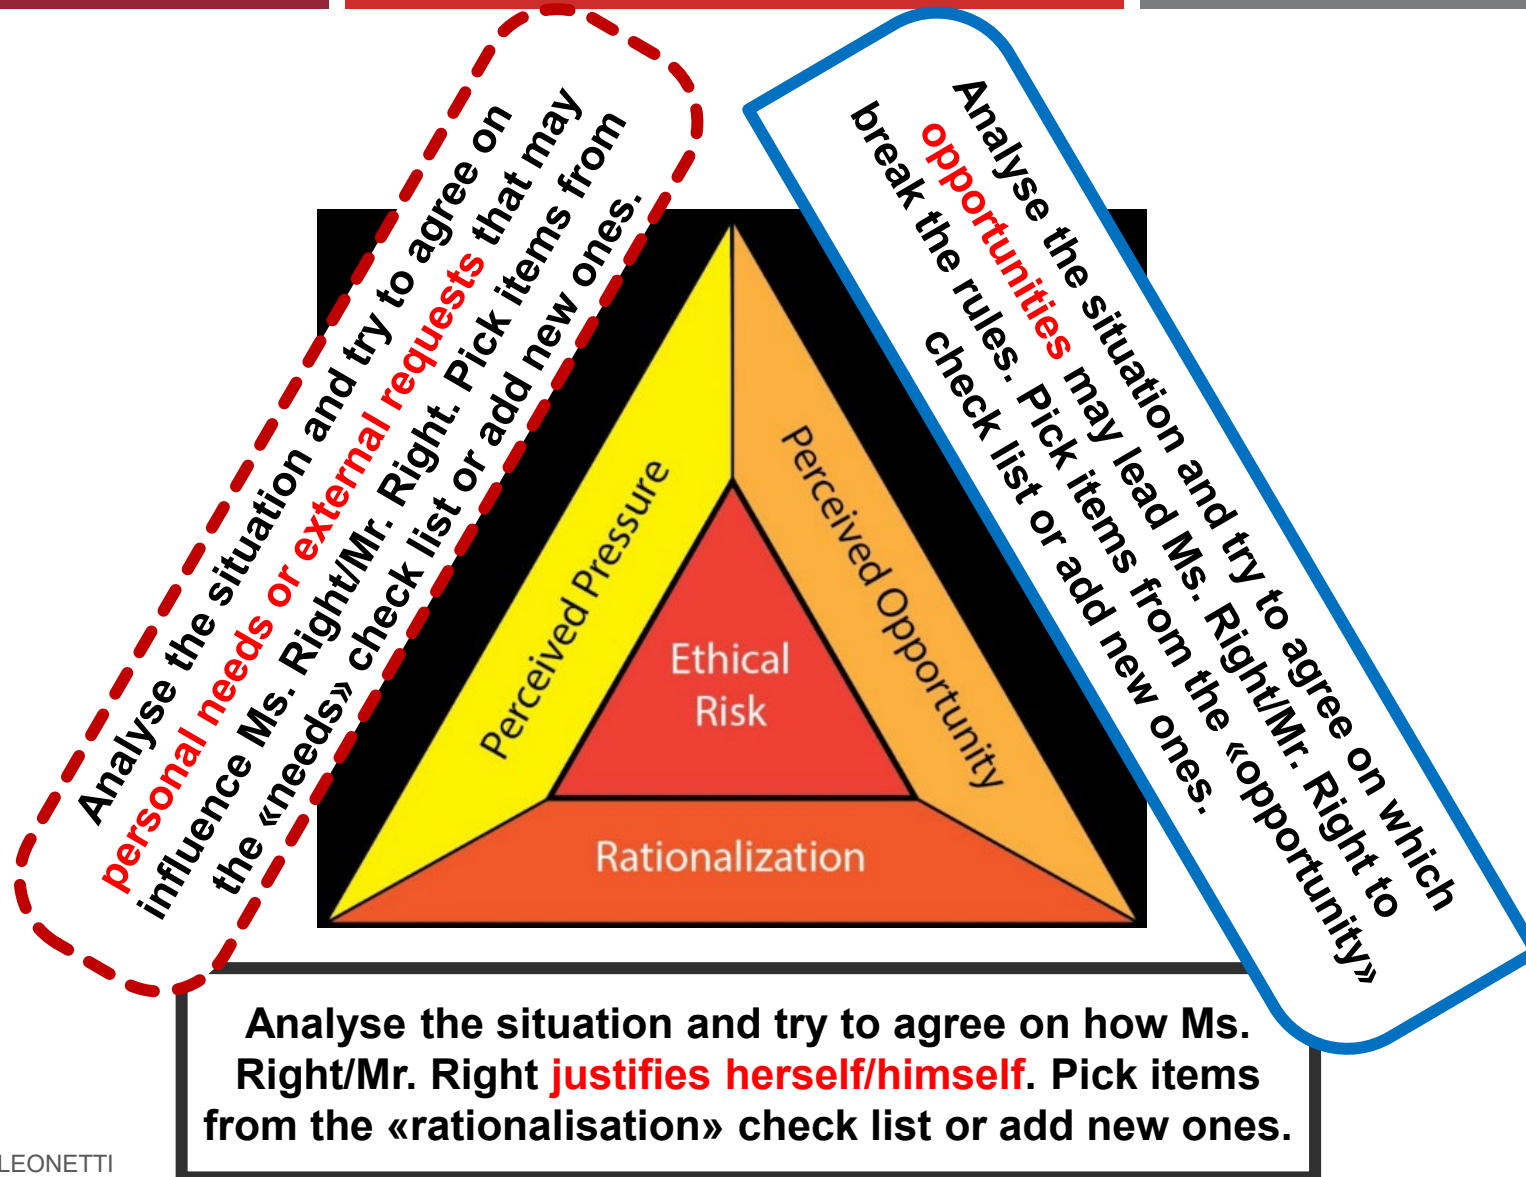 Analyse the situation and try to agree on
personal needs or external requests that may
influence Ms. Right/Mr. Right. Pick items from
the «needs» check list or add new ones.
Analyse the situation and try to agree on which
opportunities may lead Ms. Right/Mr. Right to
break the rules. Pick items from the «opportunity»
check list or add new ones.
Perceived Pressure
Perceived Opportunity
Ethical
Risk
Rationalization
Analyse the situation and try to agree on how Ms.
Right/Mr. Right justifies herself/himself. Pick items
from the «rationalisation» check list or add new ones.
LEONETTI